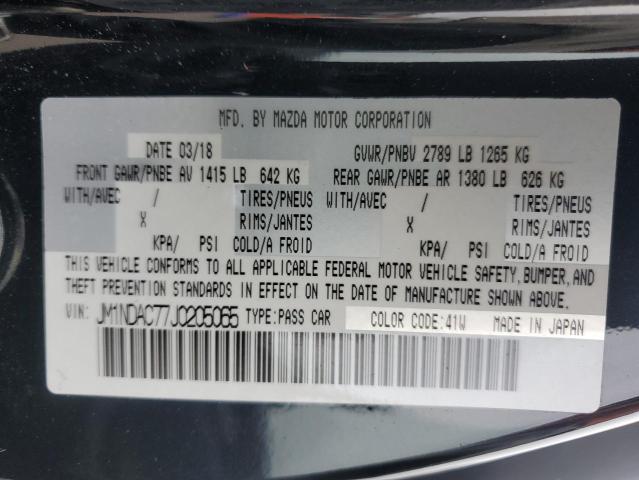 MFD. BY MAZDA MOTOR CORPORATION
DATE 03/18 GVWR/PNBV 2789 LB 1265 KG
FRONT GAWR/PNBE AV 1415 LB 642 KG REAR GAWR/PNBE AR 1380 LB 626 KG
WITH/AVEC / TIRES/PNEUS WITH/AVEC / TIRES/PNEUS
X RIMS/JANTES X RIMS/JANTES
KPA/ PSI COLD/A FROID KPA/ PSI COLD/A FROID
THIS VEHICLE CONFORMS TO ALL APPLICABLE FEDERAL MOTOR VEHICLE SAFETY, BUMPER, AND
THEFT PREVENTION STANDARDS IN EFFECT ON THE DATE OF MANUFACTURE SHOWN ABOVE.
VIN: JM1NDAC77J0205065 TYPE:PASS CAR COLOR CODE:41W MADE IN JAPAN